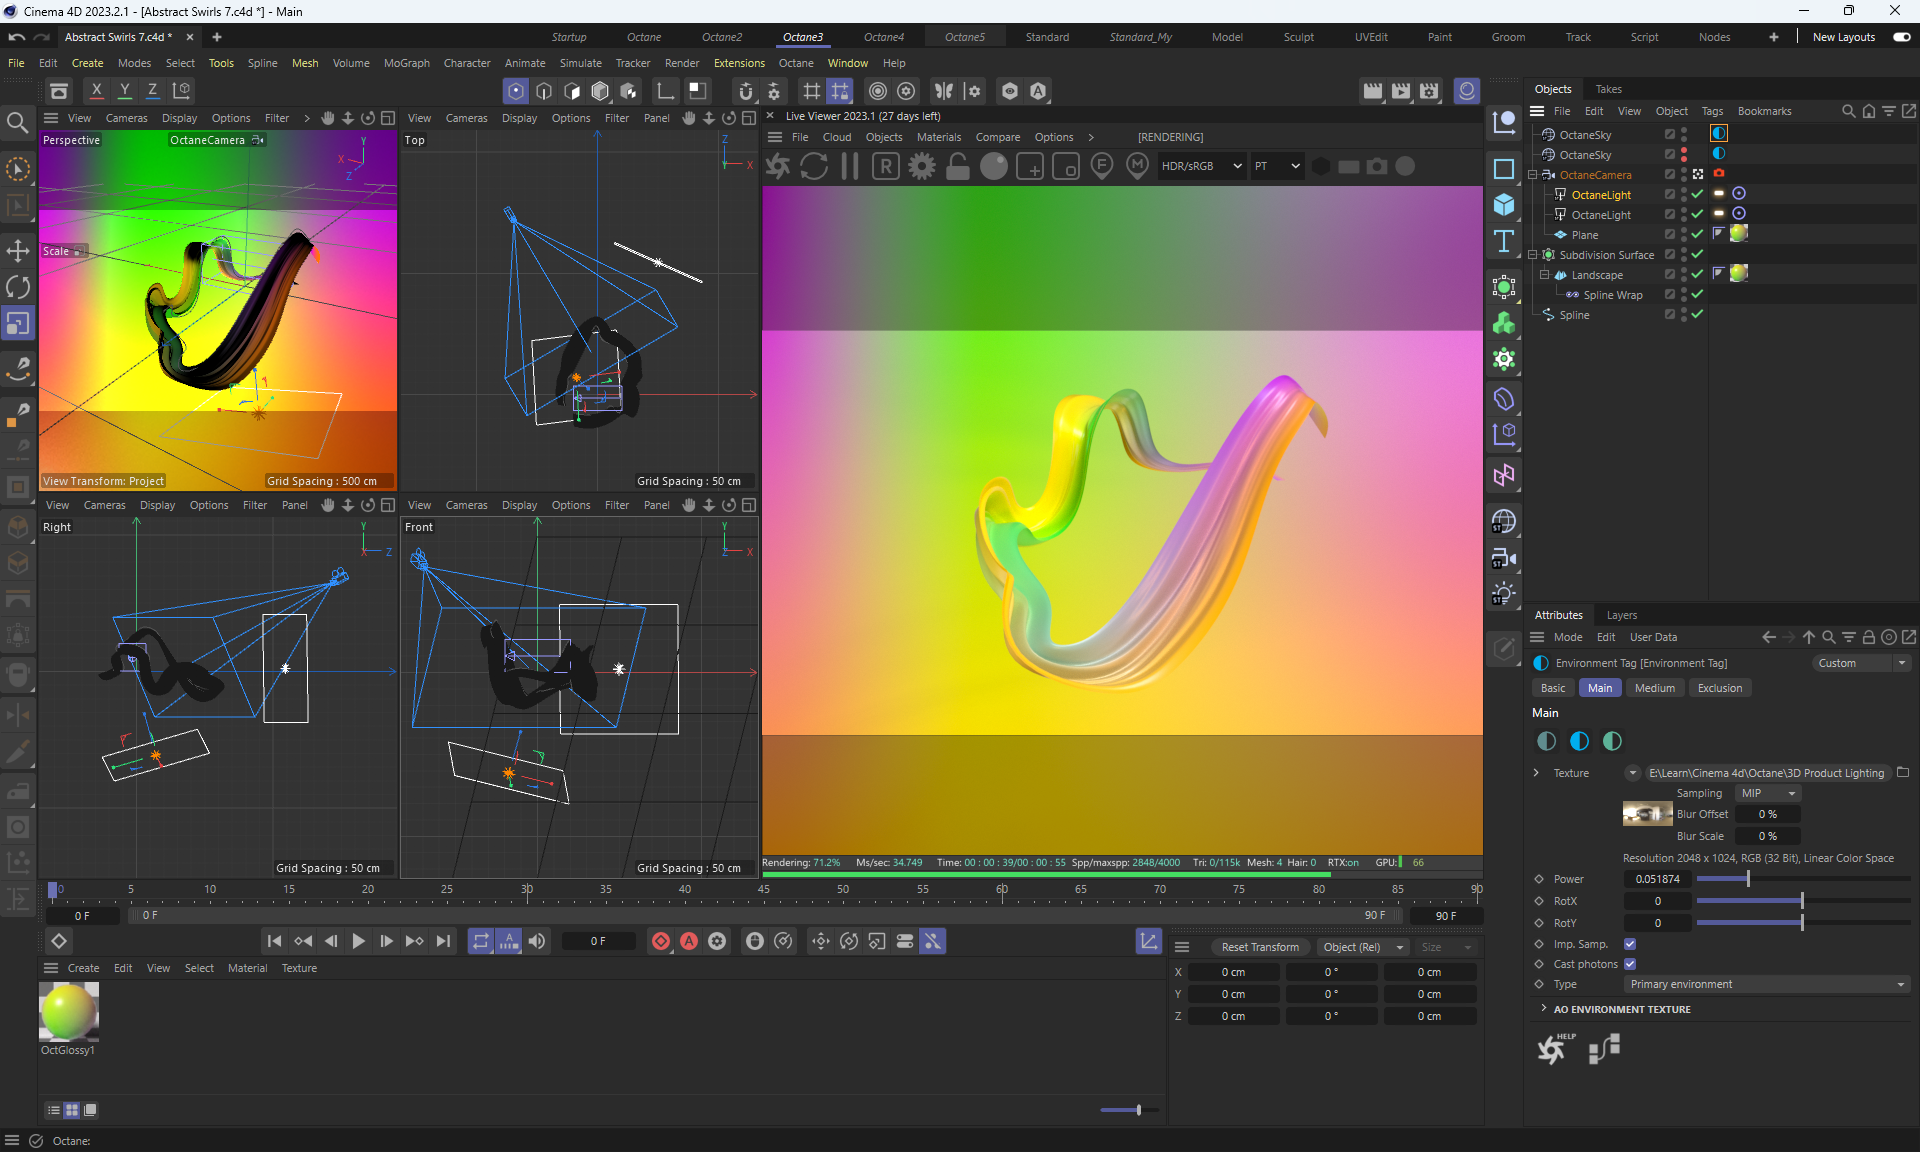 Cinema 4D 2023.2.1 - [Abstract Swirls 7.c4d *] - Main
Abstract Swirls 7.c4d *
Startup Octane Octane2 Octane3 Octane4 Octane5 Standard Standard_My Model Sculpt UVEdit Paint Groom Track Script Nodes New Layouts
File Edit Create Modes Select Tools Spline Mesh Volume MoGraph Character Animate Simulate Tracker Render Extensions Octane Window Help
X Y Z
Objects Takes
File Edit View Object Tags Bookmarks
OctaneSky
OctaneSky
OctaneCamera
OctaneLight
OctaneLight
Plane
Subdivision Surface
Landscape
Spline Wrap
Spline
View Cameras Display Options Filter
Perspective
OctaneCamera
Y
X
Z
Scale
View Transform: Project
Grid Spacing : 500 cm
View Cameras Display Options Filter Panel
Top
Z
X
Grid Spacing : 50 cm
Live Viewer 2023.1 (27 days left)
File Cloud Objects Materials Compare Options
[RENDERING]
HDR/sRGB
PT
View Cameras Display Options Filter Panel
Right
Y
Z
Grid Spacing : 50 cm
View Cameras Display Options Filter Panel
Front
Y
X
Grid Spacing : 50 cm
Rendering: 71.2% Ms/sec: 34.749 Time: 00 : 00 : 39/00 : 00 : 55 Spp/maxspp: 2848/4000 Tri: 0/115k Mesh: 4 Hair: 0 RTX:on GPU: 66
0 5 10 15 20 25 30 35 40 45 50 55 60 65 70 75 80 85 90
0 F
0 F
90 F
90 F
0 F
Create Edit View Select Material Texture
OctGlossy1
Reset Transform
Object (Rel)
Size
X 0 cm 0 ° 0 cm
Y 0 cm 0 ° 0 cm
Z 0 cm 0 ° 0 cm
Attributes Layers
Mode Edit User Data
Environment Tag [Environment Tag]
Custom
Basic Main Medium Exclusion
Main
Texture
E:\Learn\Cinema 4d\Octane\3D Product Lighting
Sampling MIP
Blur Offset 0 %
Blur Scale 0 %
Resolution 2048 x 1024, RGB (32 Bit), Linear Color Space
Power 0.051874
RotX 0
RotY 0
Imp. Samp.
Cast photons
Type Primary environment
AO ENVIRONMENT TEXTURE
HELP
Octane: